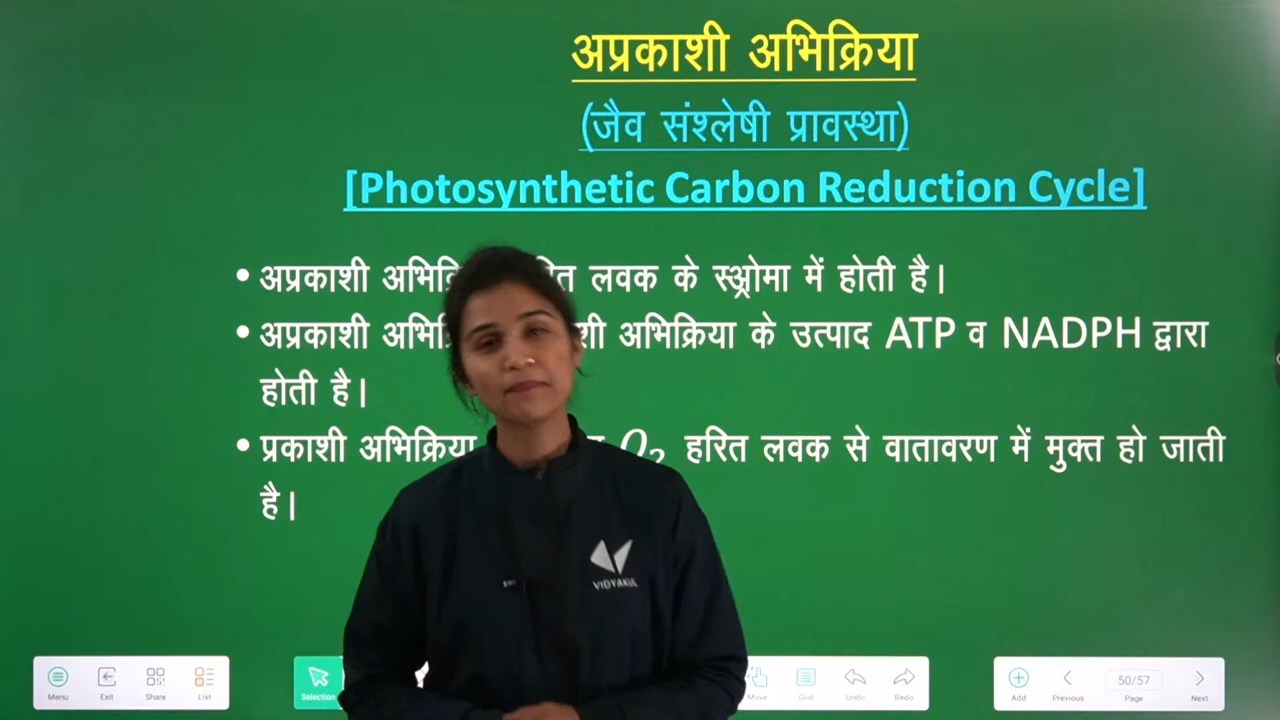 अप्रकाशी अभिक्रिया
(जैव संश्लेषी प्रावस्था)
[Photosynthetic Carbon Reduction Cycle]
• अप्रकाशी लवक के स्ट्रोमा में होती है।
• अप्रकाशी अभिक्रिया के उत्पाद ATP व NADPH द्वारा
होती है।
• प्रकाशी अभिक्रिया O₂ हरित लवक से वातावरण में मुक्त हो जाती
है।
VIDYAKUL
Menu Exit Share List Selection Move Grid Undo Redo Add Previous 50/57 Page Next